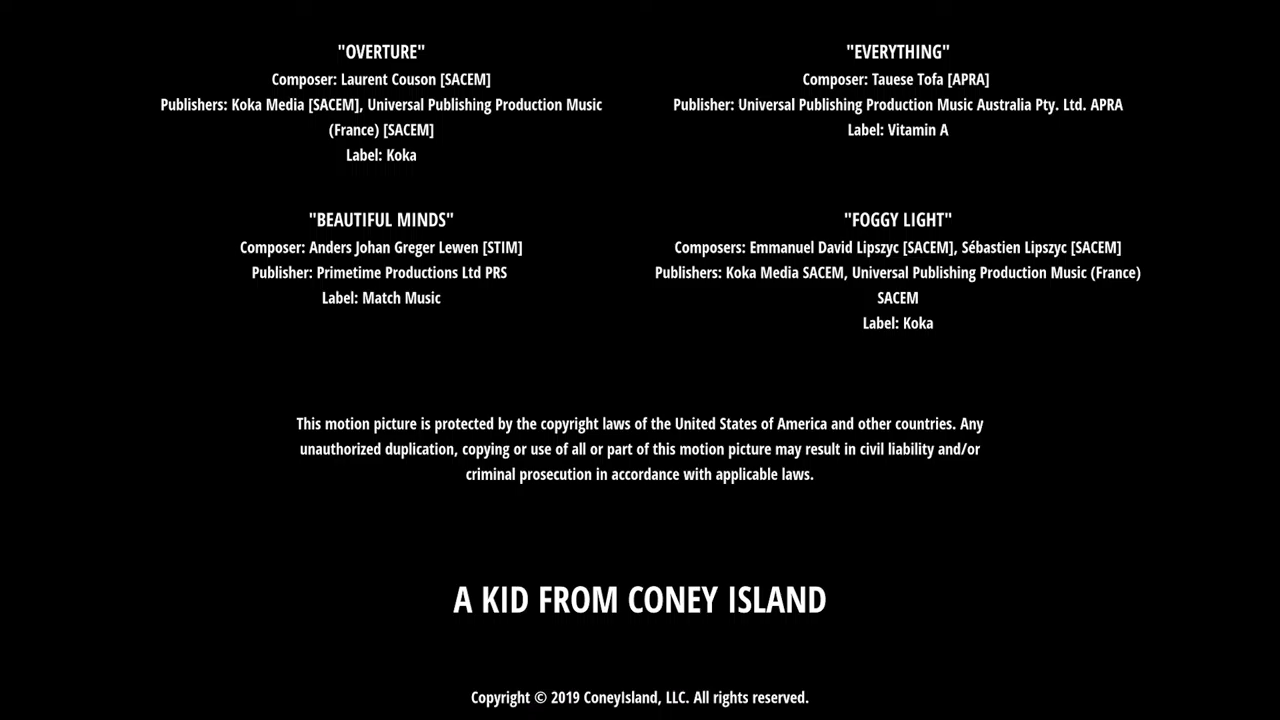 "OVERTURE"
Composer: Laurent Couson [SACEM]
Publishers: Koka Media [SACEM], Universal Publishing Production Music
(France) [SACEM]
Label: Koka
"EVERYTHING"
Composer: Tauese Tofa [APRA]
Publisher: Universal Publishing Production Music Australia Pty. Ltd. APRA
Label: Vitamin A
"BEAUTIFUL MINDS"
Composer: Anders Johan Greger Lewen [STIM]
Publisher: Primetime Productions Ltd PRS
Label: Match Music
"FOGGY LIGHT"
Composers: Emmanuel David Lipszyc [SACEM], Sébastien Lipszyc [SACEM]
Publishers: Koka Media SACEM, Universal Publishing Production Music (France)
SACEM
Label: Koka
This motion picture is protected by the copyright laws of the United States of America and other countries. Any
unauthorized duplication, copying or use of all or part of this motion picture may result in civil liability and/or
criminal prosecution in accordance with applicable laws.
A KID FROM CONEY ISLAND
Copyright © 2019 ConeyIsland, LLC. All rights reserved.